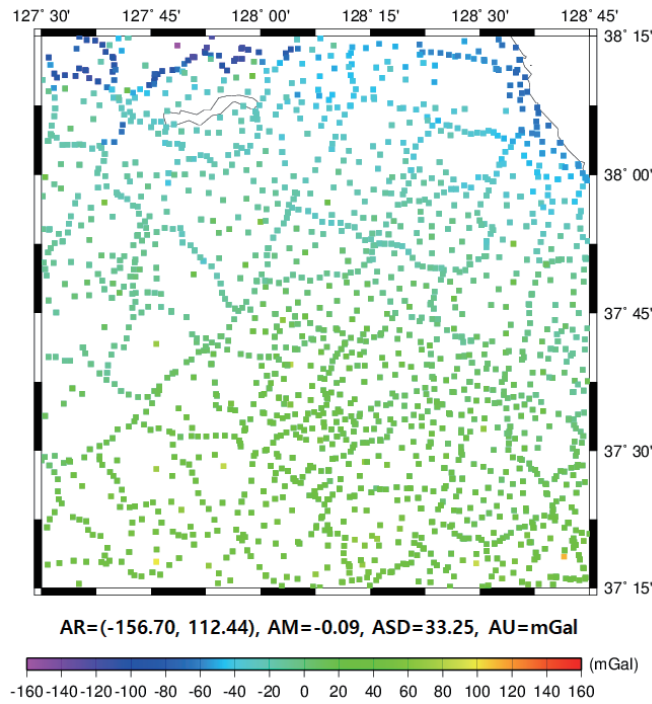 127˚ 30' 127˚ 45' 128˚ 00' 128˚ 15' 128˚ 30' 128˚ 45'
38˚ 15'
38˚ 00'
37˚ 45'
37˚ 30'
37˚ 15'
AR=(-156.70, 112.44), AM=-0.09, ASD=33.25, AU=mGal
(mGal)
-160 -140 -120 -100 -80 -60 -40 -20 0 20 40 60 80 100 120 140 160